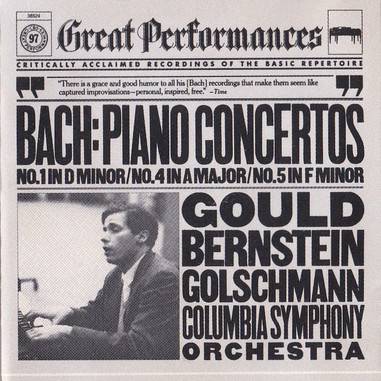 38524
97
Great Performances
CRITICALLY ACCLAIMED RECORDINGS OF THE BASIC REPERTOIRE
"There is a grace and good humor to all his [Bach] recordings that make them seem like
captured improvisations—personal, inspired, free." –Time
BACH: PIANO CONCERTOS
NO. 1 IN D MINOR/NO. 4 IN A MAJOR/NO. 5 IN F MINOR
GOULD
BERNSTEIN
GOLSCHMANN
COLUMBIA SYMPHONY
ORCHESTRA